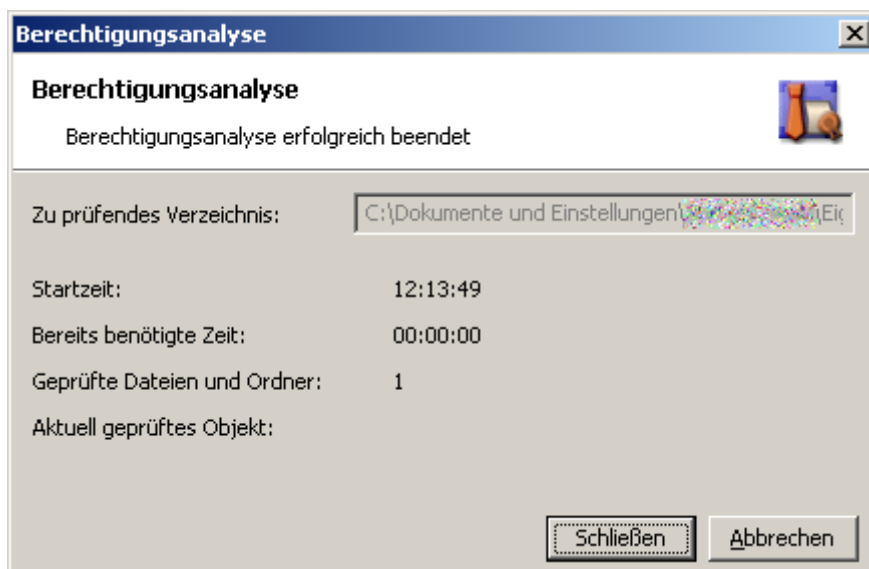 Berechtigungsanalyse
Berechtigungsanalyse
Berechtigungsanalyse erfolgreich beendet
Zu prüfendes Verzeichnis: C:\Dokumente und Einstellungen\
Startzeit: 12:13:49
Bereits benötigte Zeit: 00:00:00
Geprüfte Dateien und Ordner: 1
Aktuell geprüftes Objekt:
Schließen Abbrechen